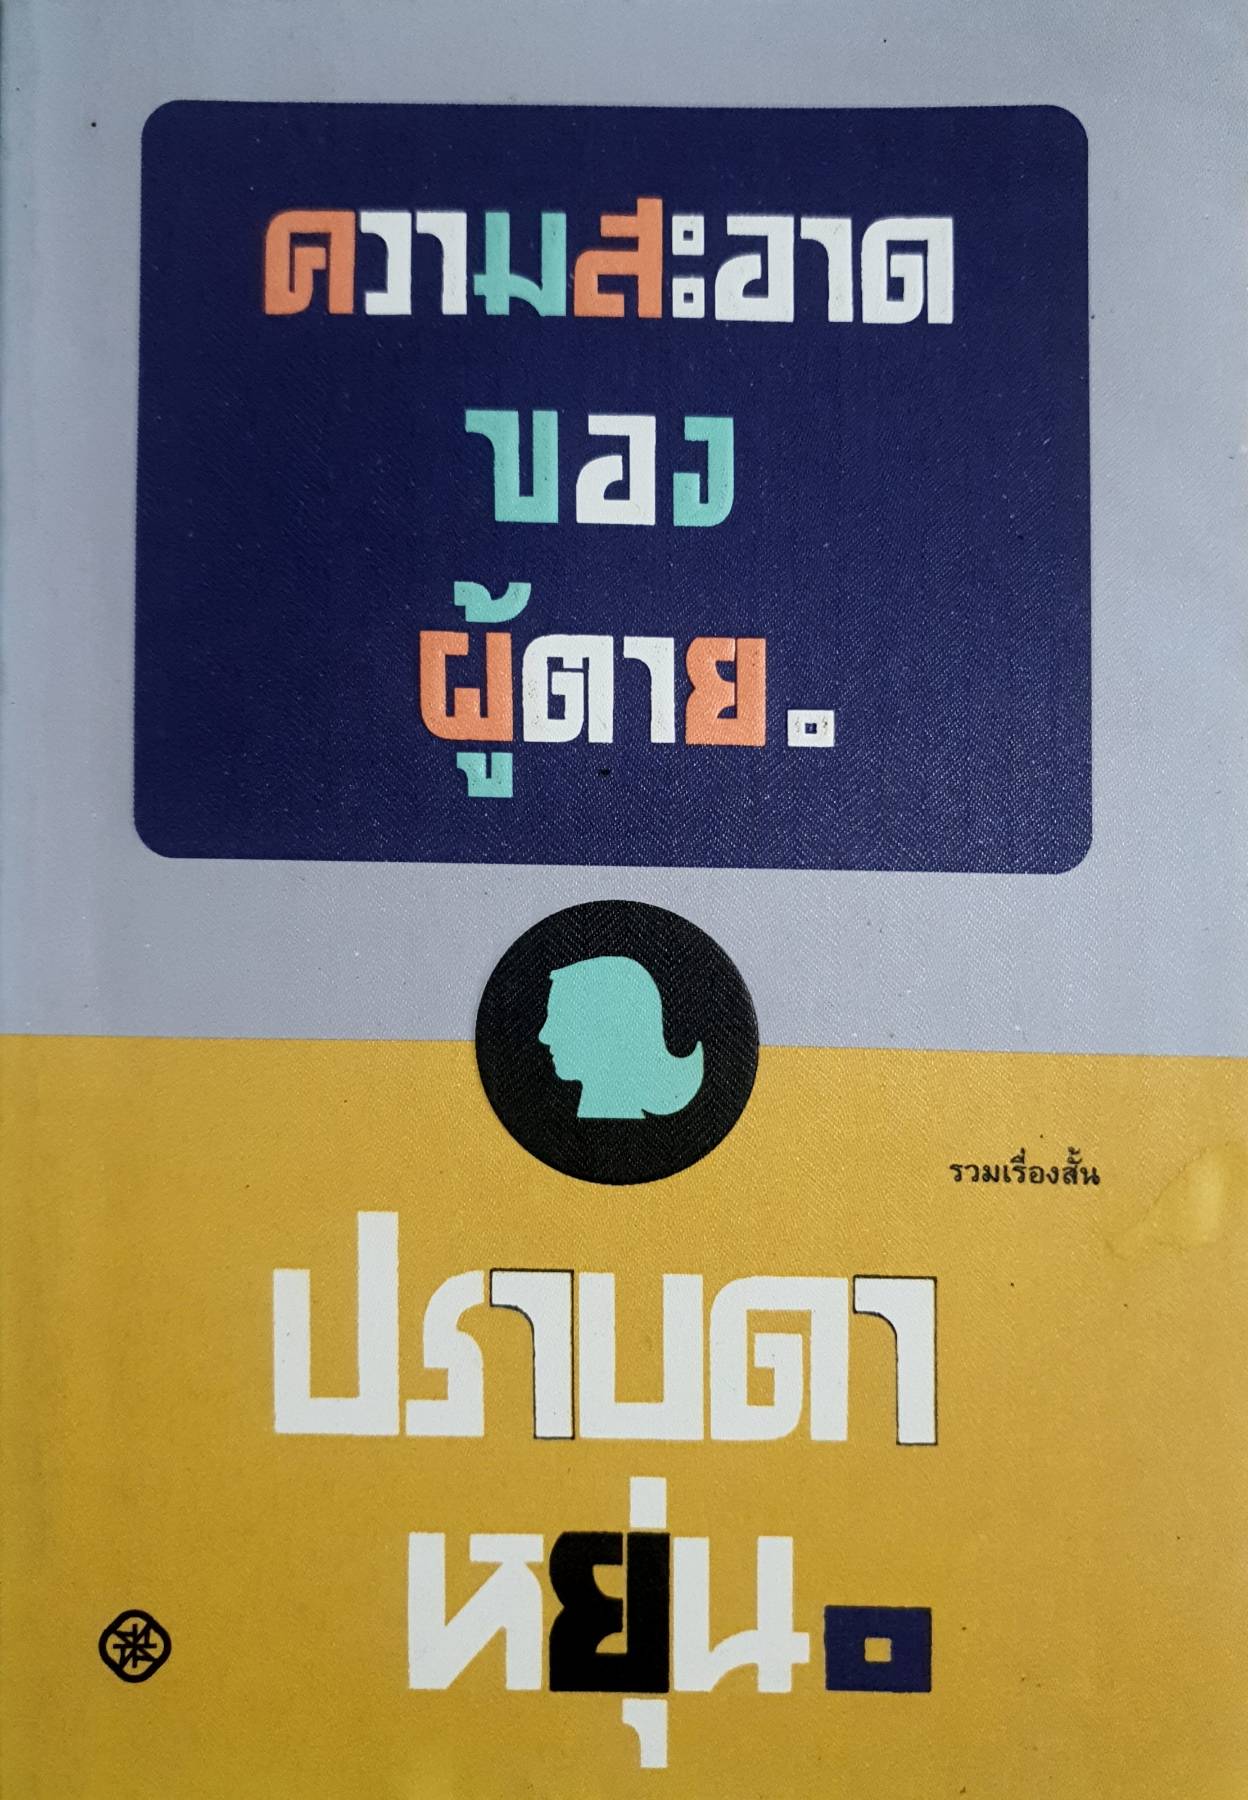 ความสะอาด
ของ
ผู้ตาย.
รวมเรื่องสั้น
ปราบดา
หยุ่น.